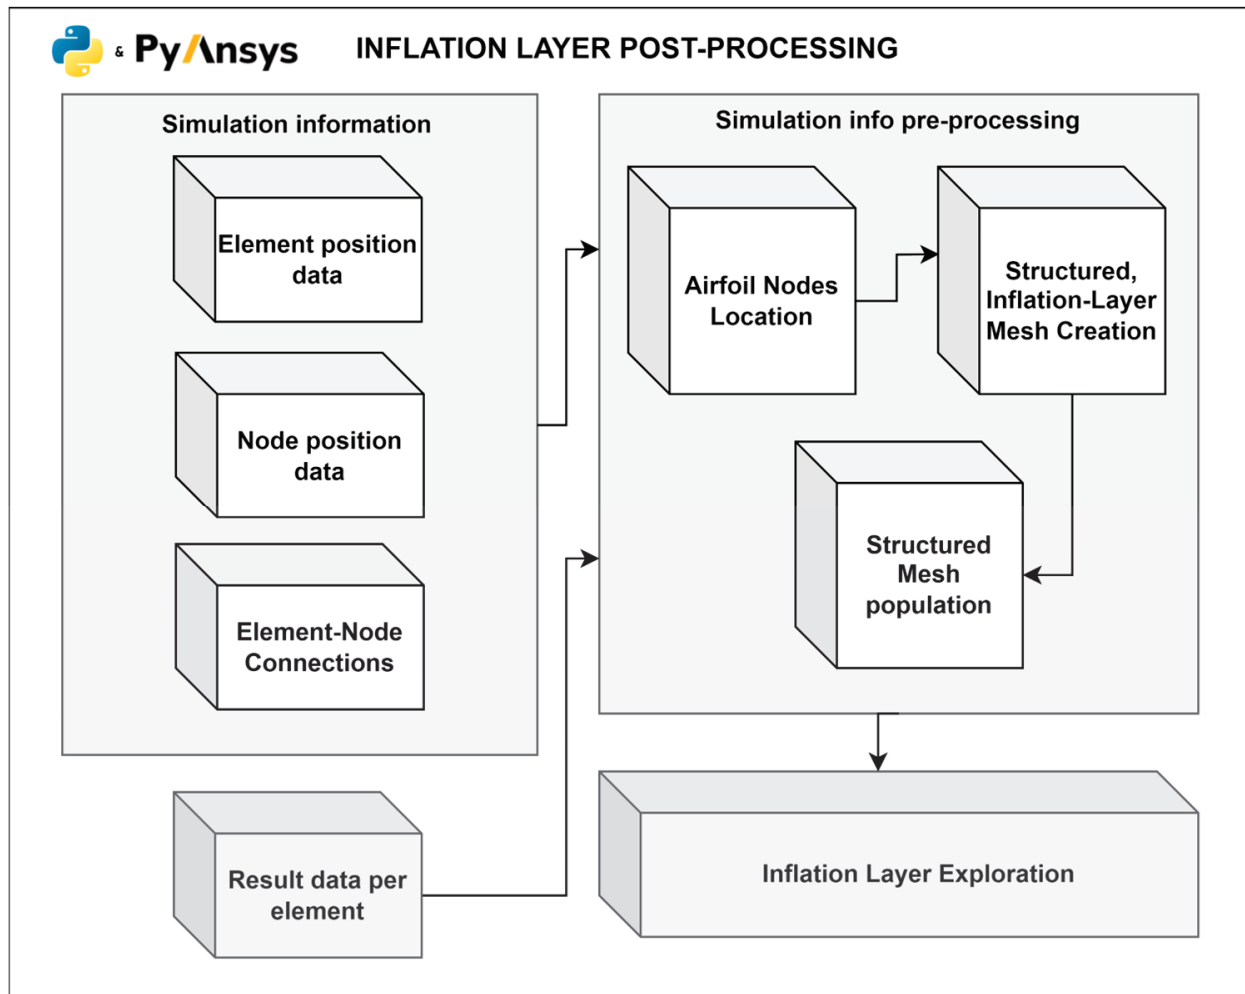 & PyAnsys INFLATION LAYER POST-PROCESSING
Simulation information
Element position
data
Node position
data
Element-Node
Connections
Result data per
element
Simulation info pre-processing
Airfoil Nodes
Location
Structured,
Inflation-Layer
Mesh Creation
Structured
Mesh
population
Inflation Layer Exploration